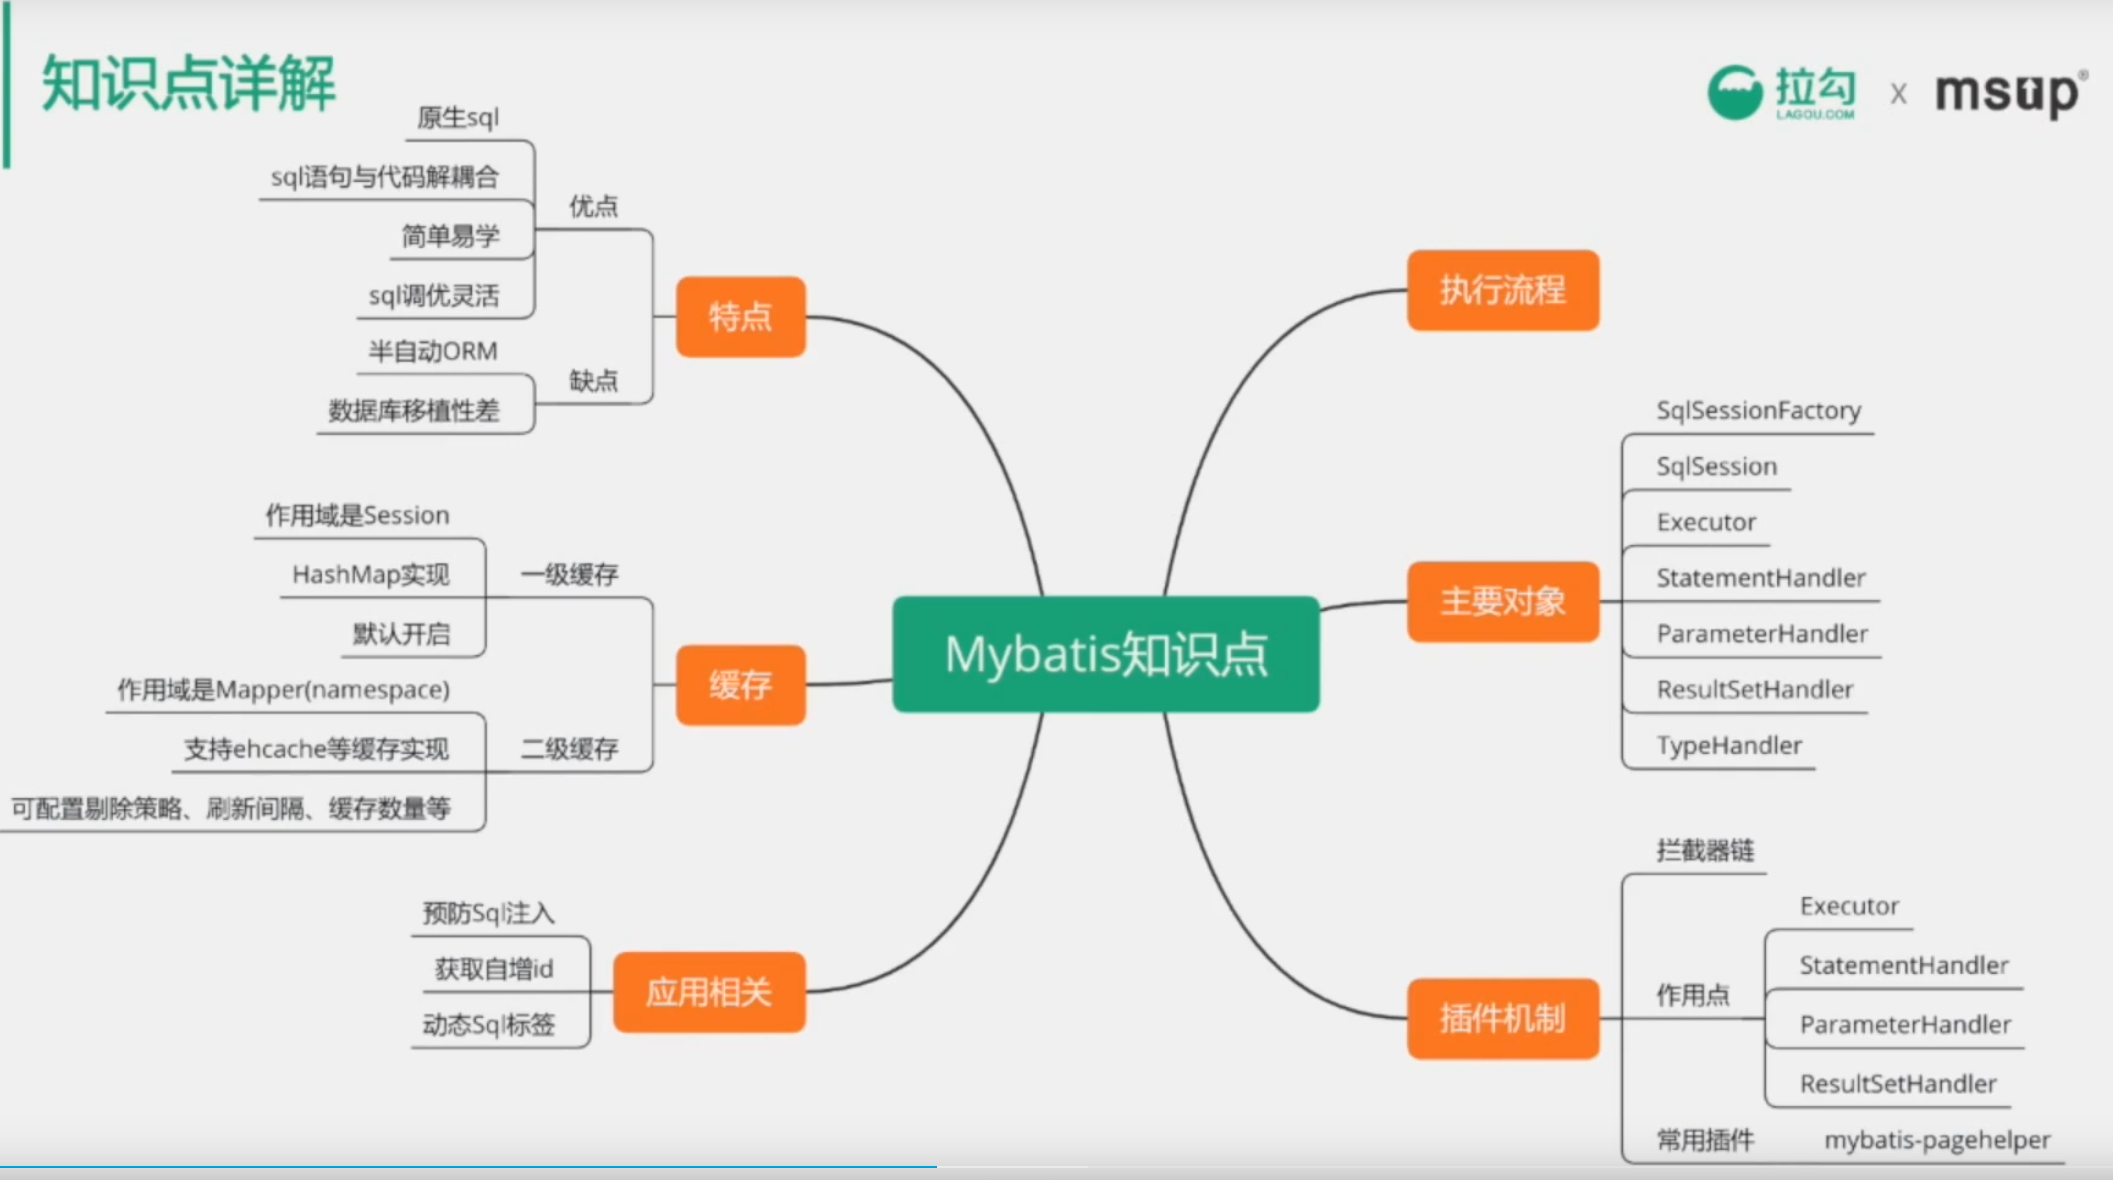 知识点详解
拉勾
LAGOU.COM
x
msup®
原生sql
sql语句与代码解耦合
简单易学
sql调优灵活
优点
半自动ORM
数据库移植性差
缺点
特点
作用域是Session
HashMap实现
默认开启
一级缓存
作用域是Mapper(namespace)
支持ehcache等缓存实现
可配置剔除策略、刷新间隔、缓存数量等
二级缓存
缓存
预防Sql注入
获取自增id
动态Sql标签
应用相关
Mybatis知识点
执行流程
主要对象
SqlSessionFactory
SqlSession
Executor
StatementHandler
ParameterHandler
ResultSetHandler
TypeHandler
插件机制
拦截器链
作用点
Executor
StatementHandler
ParameterHandler
ResultSetHandler
常用插件
mybatis-pagehelper